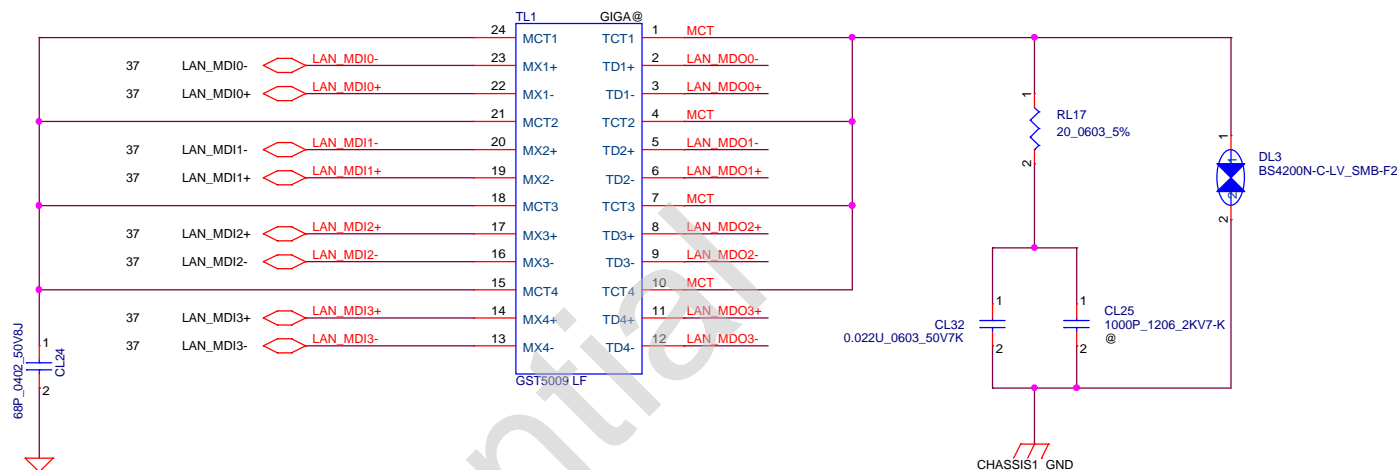 TL1 GIGA@
24 MCT1 TCT1 1 MCT
37 LAN_MDI0- LAN_MDI0- 23 MX1+ TD1+ 2 LAN_MDO0-
37 LAN_MDI0+ LAN_MDI0+ 22 MX1- TD1- 3 LAN_MDO0+
21 MCT2 TCT2 4 MCT
37 LAN_MDI1- LAN_MDI1- 20 MX2+ TD2+ 5 LAN_MDO1-
37 LAN_MDI1+ LAN_MDI1+ 19 MX2- TD2- 6 LAN_MDO1+
18 MCT3 TCT3 7 MCT
37 LAN_MDI2+ LAN_MDI2+ 17 MX3+ TD3+ 8 LAN_MDO2+
37 LAN_MDI2- LAN_MDI2- 16 MX3- TD3- 9 LAN_MDO2-
15 MCT4 TCT4 10 MCT
37 LAN_MDI3+ LAN_MDI3+ 14 MX4+ TD4+ 11 LAN_MDO3+
37 LAN_MDI3- LAN_MDI3- 13 MX4- TD4- 12 LAN_MDO3-
GST5009 LF
1
CL24
68P_0402_50V8J
2
1
RL17
20_0603_5%
2
1
1
DL3
BS4200N-C-LV_SMB-F2
2
2
1
CL32
0.022U_0603_50V7K
2
1
CL25
1000P_1206_2KV7-K
@
2
CHASSIS1_GND
ntial